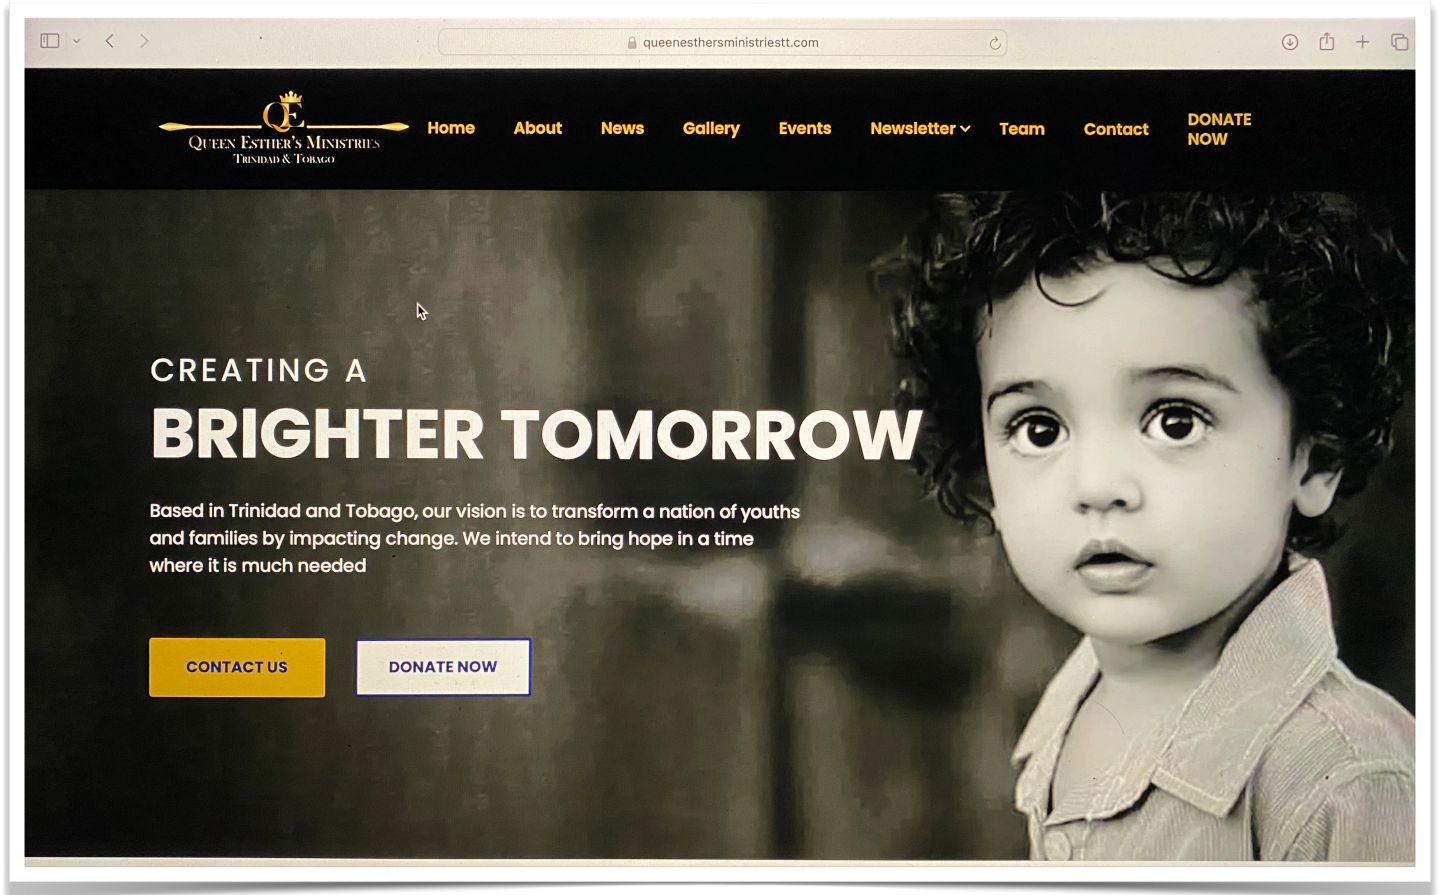 queenesthersministriestt.com
QE
QUEEN ESTHER'S MINISTRIES
TRINIDAD & TOBAGO
Home About News Gallery Events Newsletter Team Contact DONATE NOW
CREATING A
BRIGHTER TOMORROW
Based in Trinidad and Tobago, our vision is to transform a nation of youths
and families by impacting change. We intend to bring hope in a time
where it is much needed
CONTACT US DONATE NOW